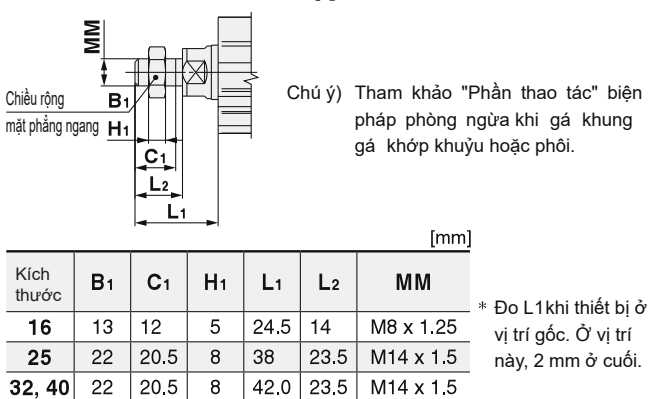 MM
Chiều rộng
mặt phẳng ngang
B1
H1
C1
L2
L1
Chú ý) Tham khảo "Phần thao tác" biện
pháp phòng ngừa khi gá khung
gá khớp khuỷu hoặc phôi.
[mm]
Kích thước B1 C1 H1 L1 L2 MM
16 13 12 5 24.5 14 M8 x 1.25
25 22 20.5 8 38 23.5 M14 x 1.5
32, 40 22 20.5 8 42.0 23.5 M14 x 1.5
* Đo L1khi thiết bị ở
vị trí gốc. Ở vị trí
này, 2 mm ở cuối.